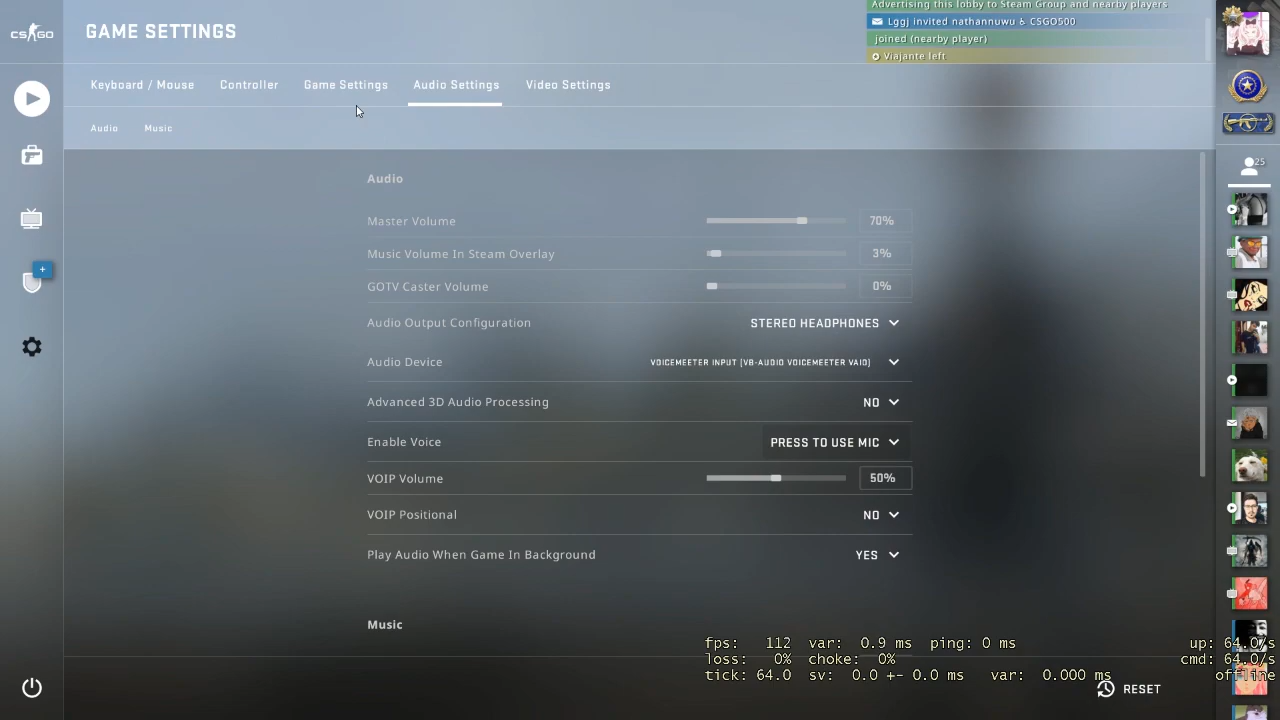 Advertising this lobby to Steam Group and nearby players
CS GO
GAME SETTINGS
Lggj invited nathannuwu & CSGO500
joined (nearby player)
Viajante left
Keyboard / Mouse
Controller
Game Settings
Audio Settings
Video Settings
Audio
Music
25
Audio
Master Volume
70%
Music Volume In Steam Overlay
3%
GOTV Caster Volume
0%
Audio Output Configuration
STEREO HEADPHONES
Audio Device
VOICEMEETER INPUT (VB-AUDIO VOICEMEETER VAIO)
Advanced 3D Audio Processing
NO
Enable Voice
PRESS TO USE MIC
VOIP Volume
50%
VOIP Positional
NO
Play Audio When Game In Background
YES
Music
fps: 112 var: 0.9 ms ping: 0 ms
up: 64.0/s
loss: 0% choke: 0%
cmd: 64.0/s
tick: 64.0 sv: 0.0 +- 0.0 ms var: 0.000 ms
offline
RESET